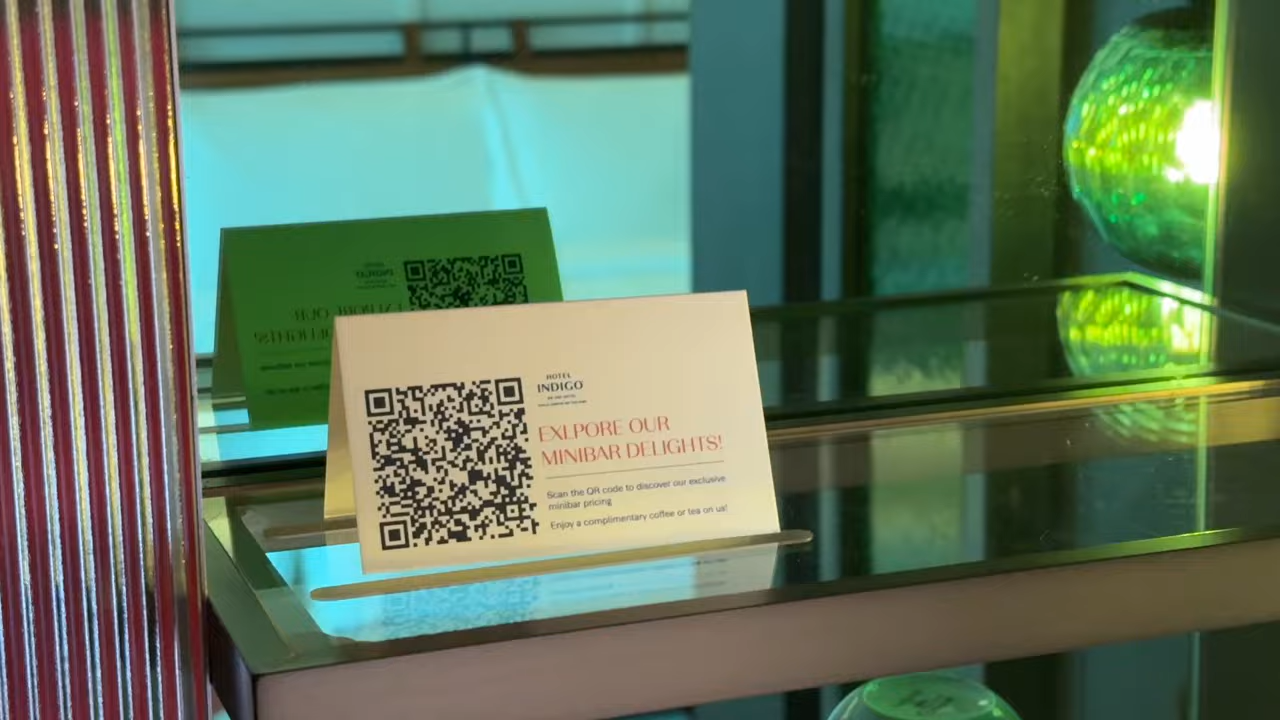 HOTEL
INDIGO
EXLPORE OUR
MINIBAR DELIGHTS!
Scan the QR code to discover our exclusive
minibar pricing
Enjoy a complimentary coffee or tea on us!